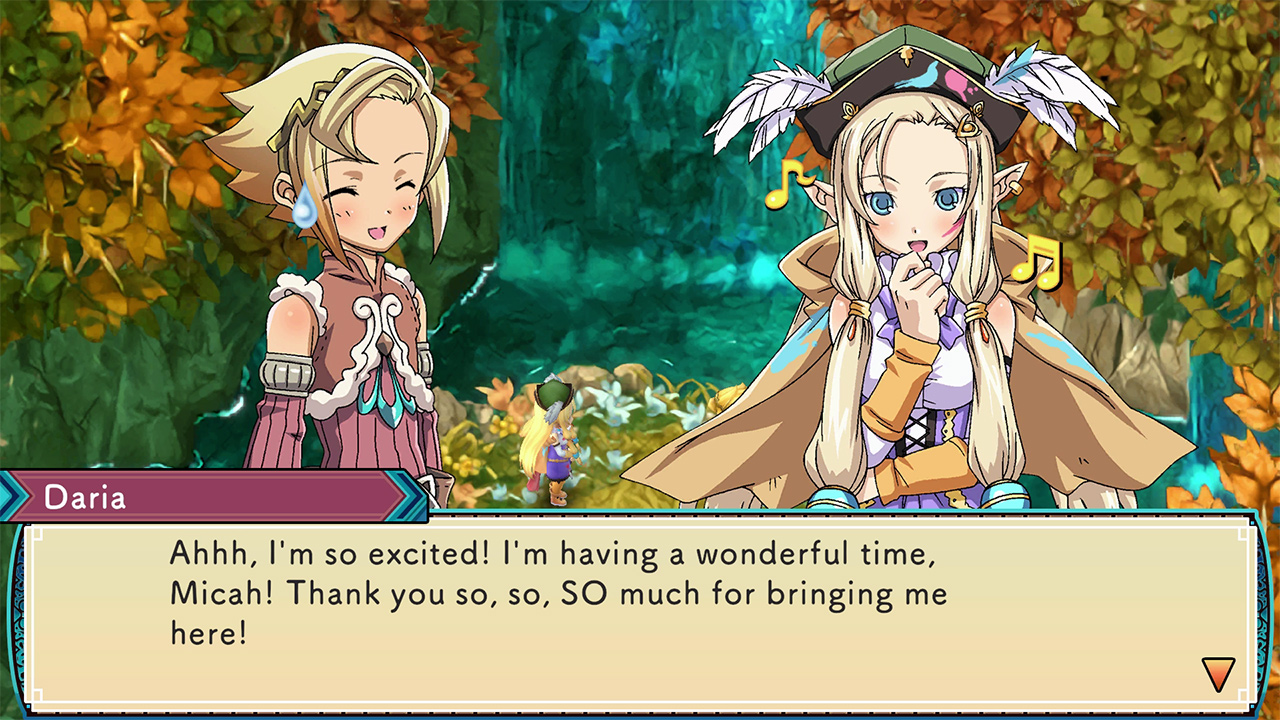 Daria
Ahhh, I'm so excited! I'm having a wonderful time,
Micah! Thank you so, so, SO much for bringing me
here!